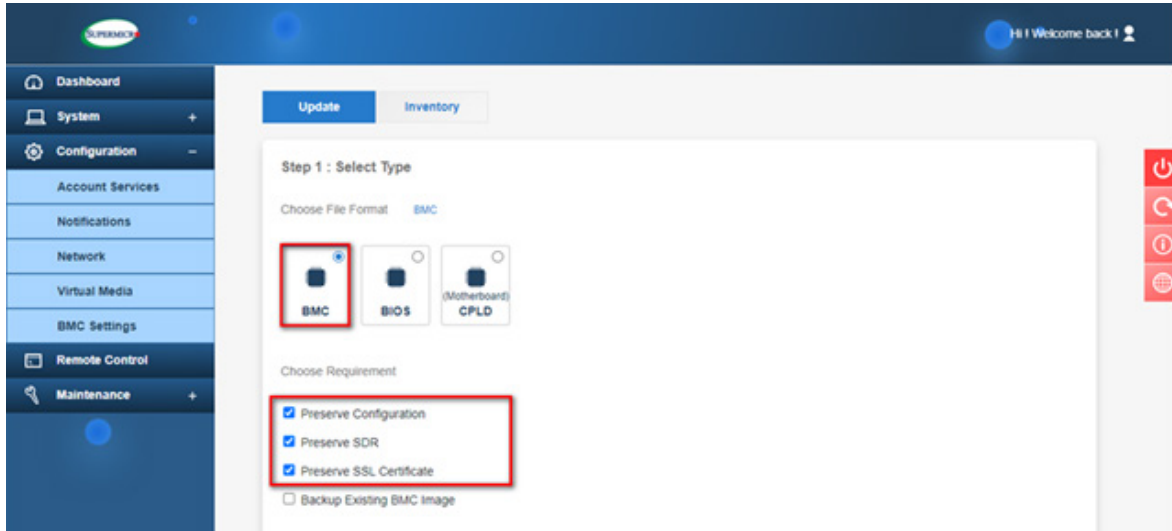 SUPERMICR
Hi ! Welcome back !
Dashboard
System +
Configuration -
Account Services
Notifications
Network
Virtual Media
BMC Settings
Remote Control
Maintenance +
Update Inventory
Step 1 : Select Type
Choose File Format BMC
BMC
BIOS
(Motherboard)
CPLD
Choose Requirement
Preserve Configuration
Preserve SDR
Preserve SSL Certificate
Backup Existing BMC Image